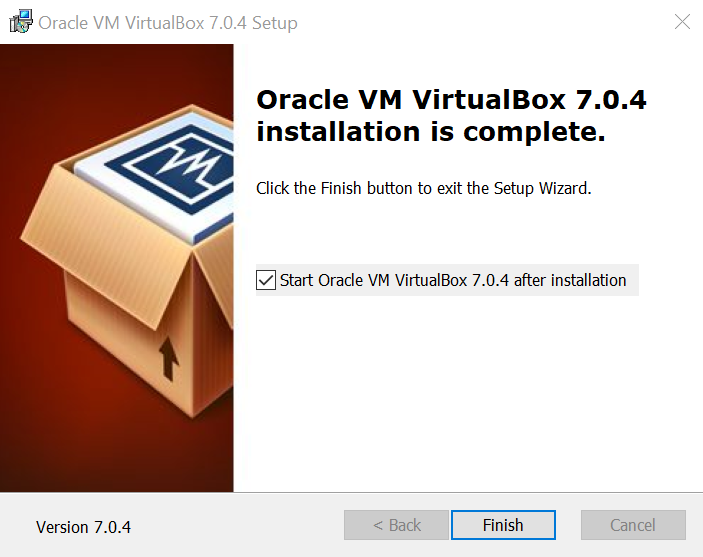 Oracle VM VirtualBox 7.0.4 Setup
Oracle VM VirtualBox 7.0.4
installation is complete.
Click the Finish button to exit the Setup Wizard.
Start Oracle VM VirtualBox 7.0.4 after installation
Version 7.0.4
< Back
Finish
Cancel